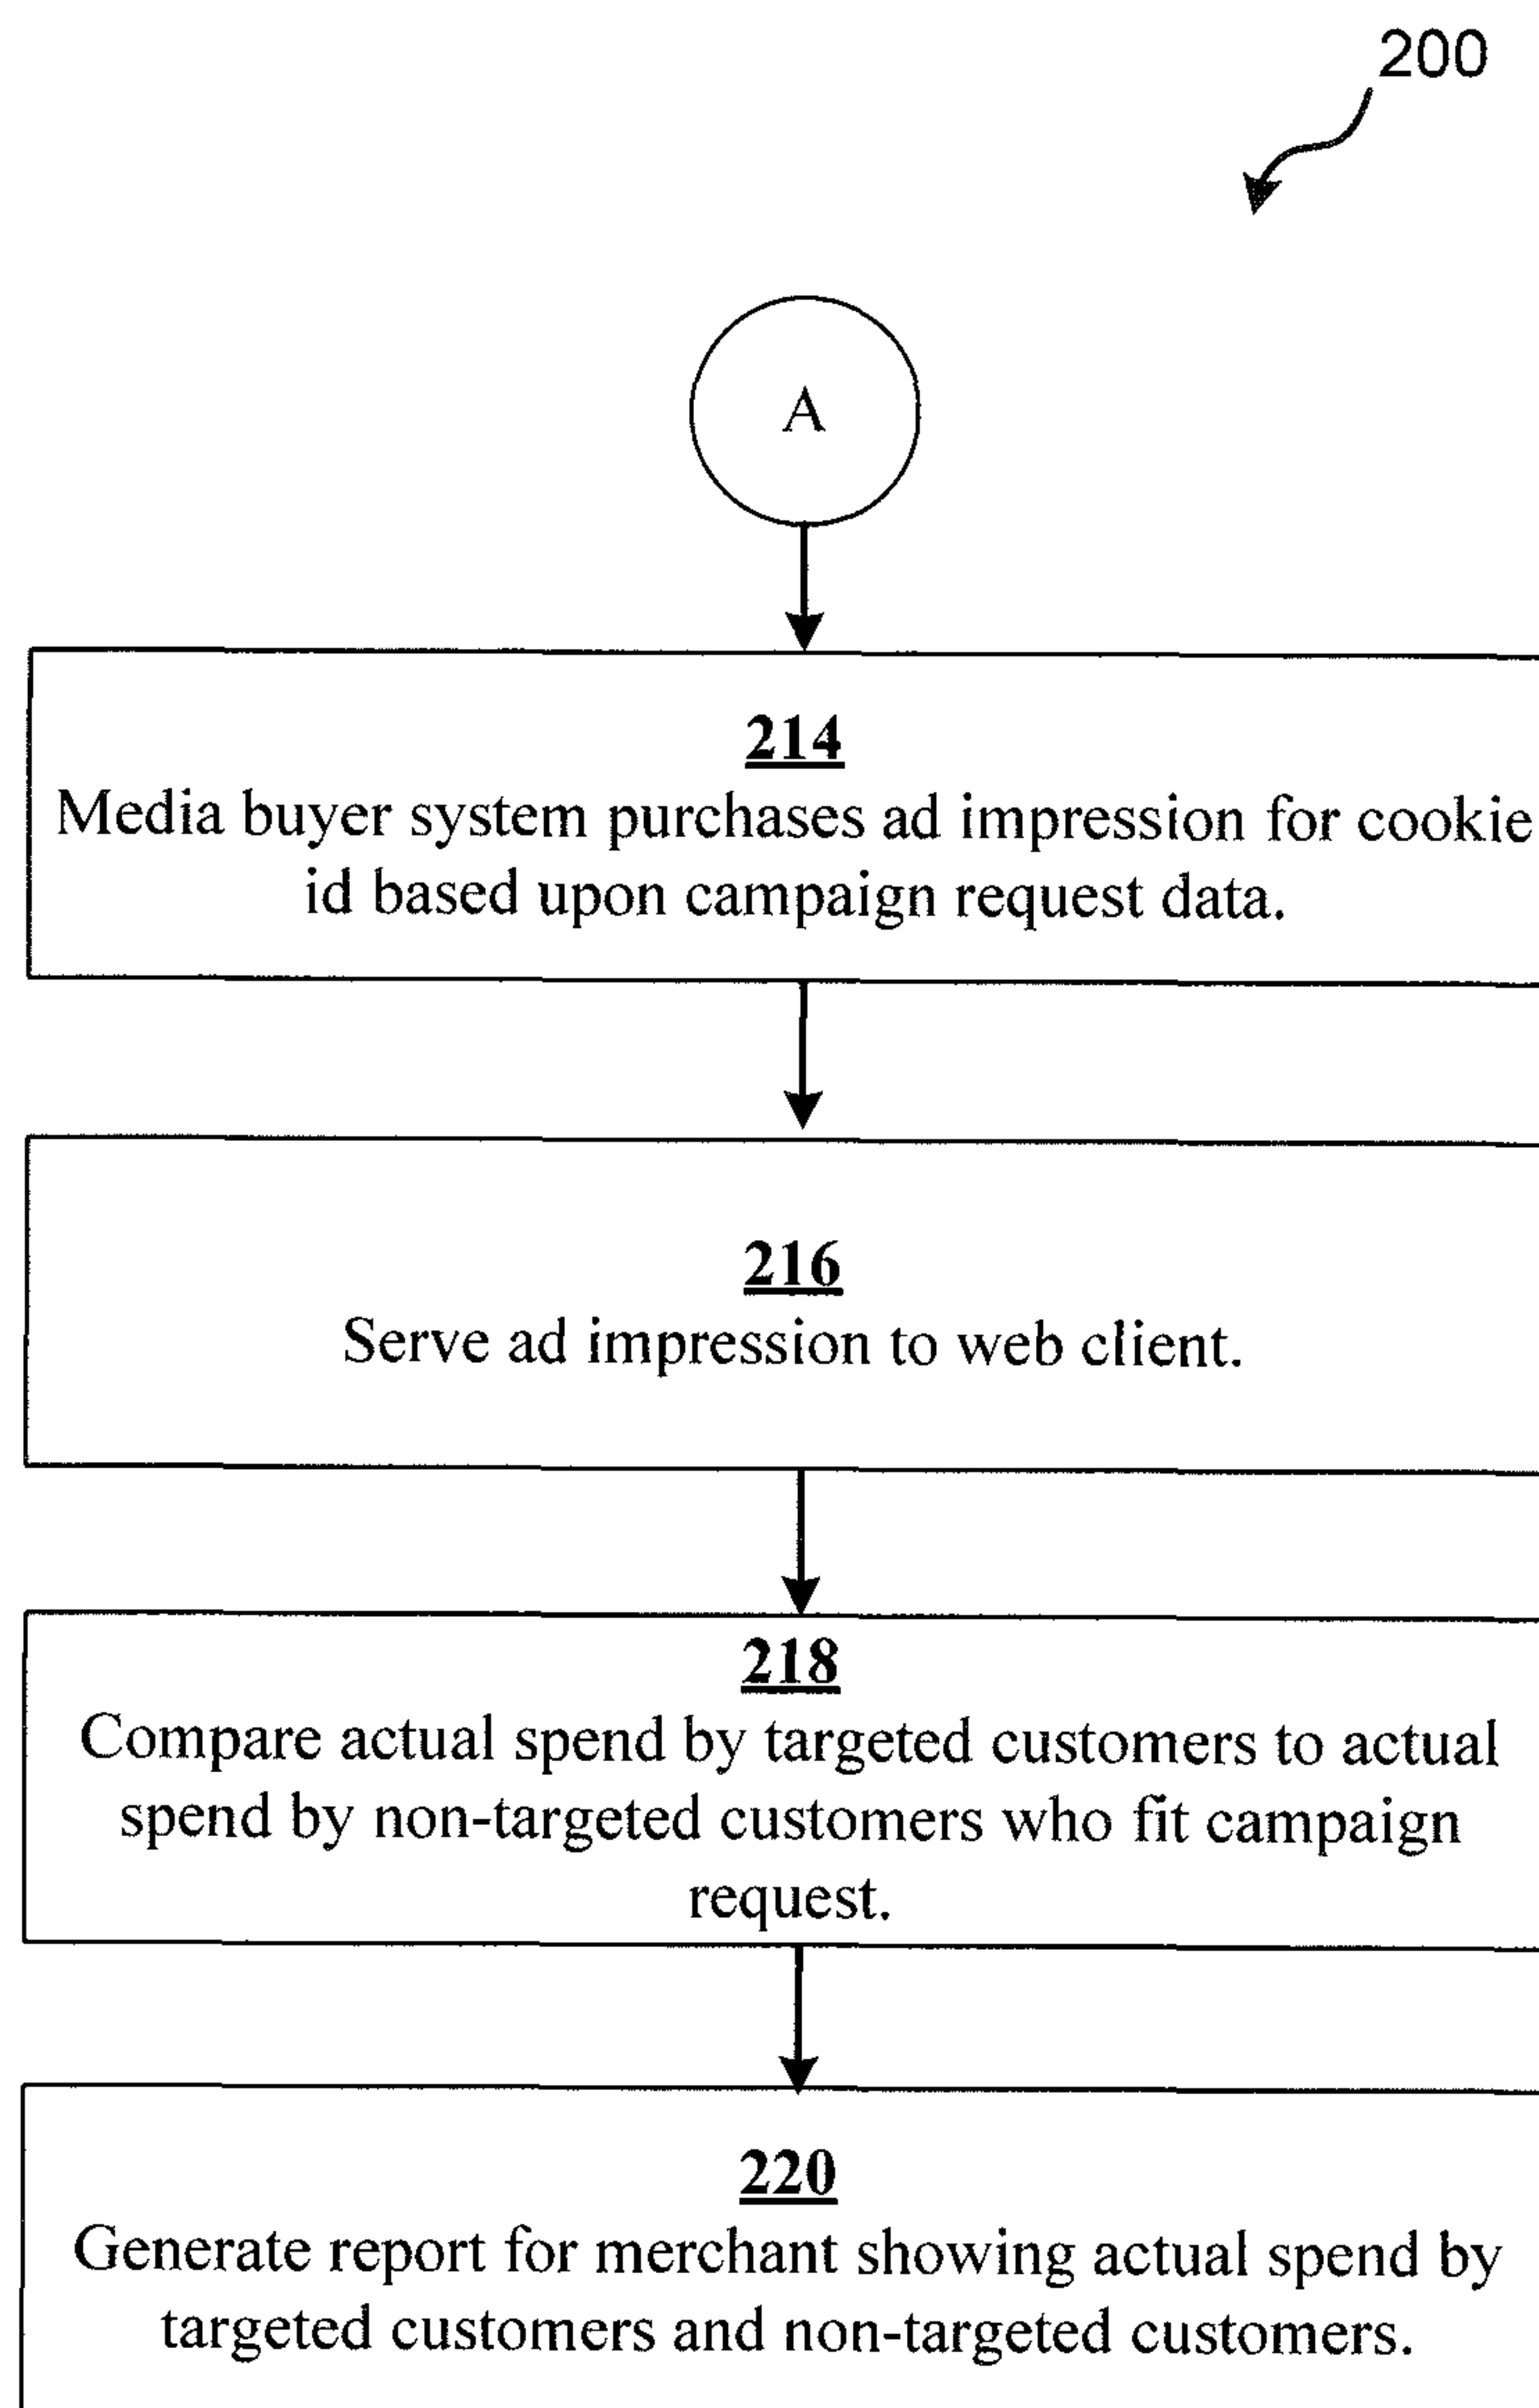 200
A
214
Media buyer system purchases ad impression for cookie
id based upon campaign request data.
216
Serve ad impression to web client.
218
Compare actual spend by targeted customers to actual
spend by non-targeted customers who fit campaign
request.
220
Generate report for merchant showing actual spend by
targeted customers and non-targeted customers.